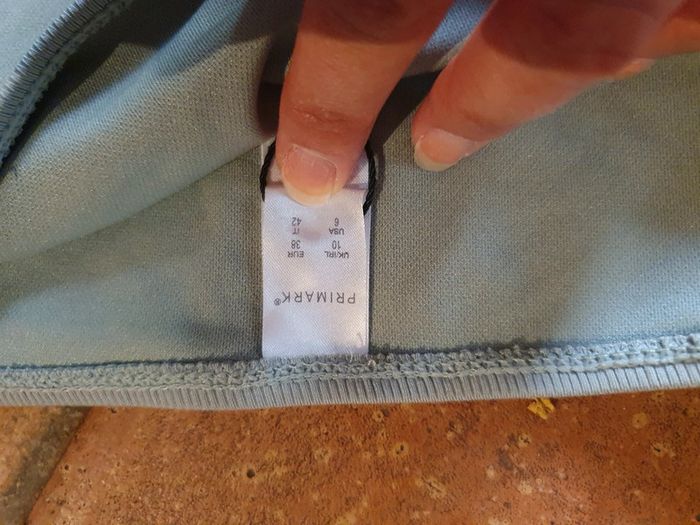 PRIMARK®
UK/IRL EUR
10 38
USA IT
6 42